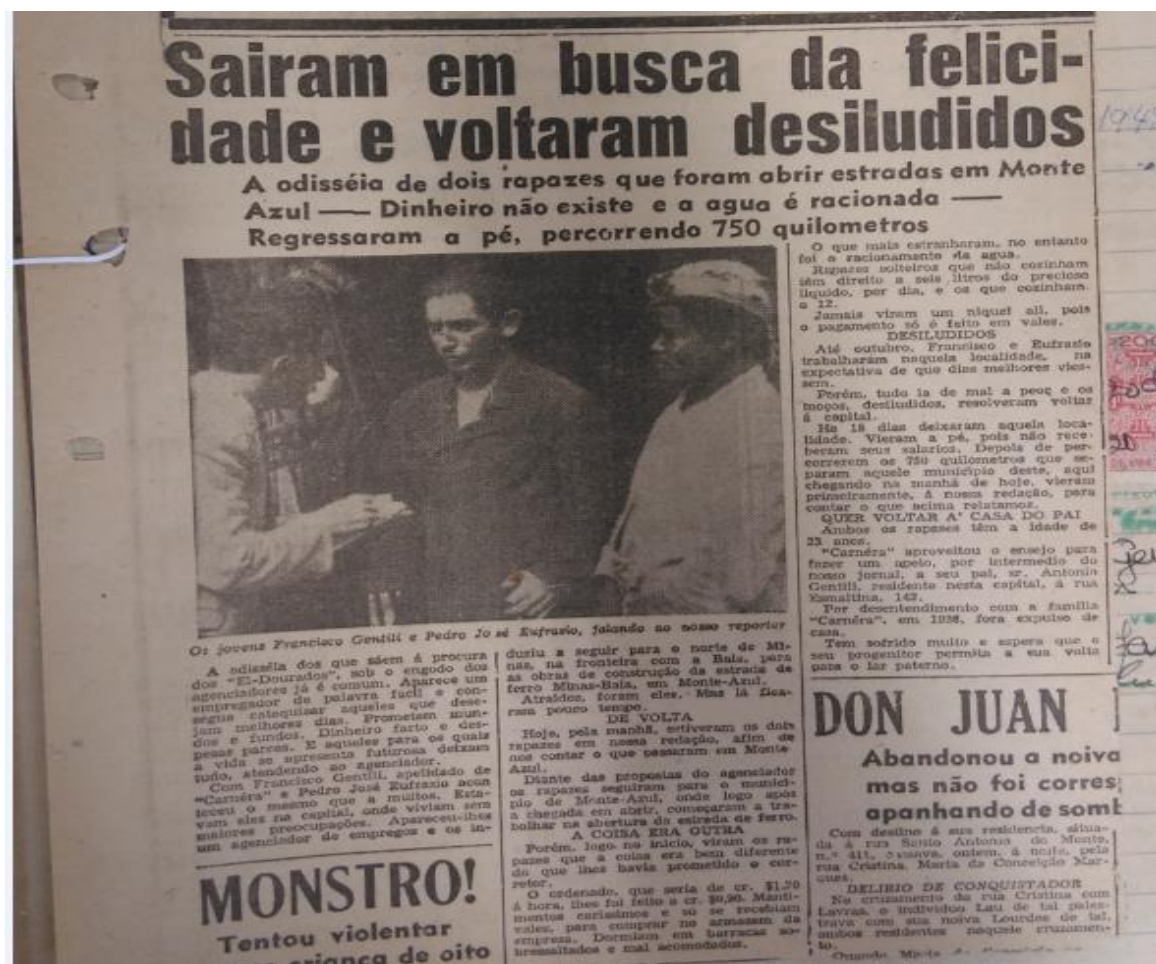 Sairam em busca da felici-
dade e voltaram desiludidos
A odisséia de dois rapazes que foram abrir estradas em Monte
Azul — Dinheiro não existe e a agua é racionada —
Regressaram a pé, percorrendo 750 quilometros
Os jovens Francisco Gentili e Pedro José Eufrazio, falando ao nosso reporter
A odisséia dos que sáem á procura
dos "El-Dourados", sob o engodo dos
agenciadores já é comum. Aparece um
empregador de palavra facil e con-
segue catequizar aqueles que dese-
jam melhores dias. Prometem mun-
dos e fundos. Dinheiro farto e des-
pesas parcas. E aqueles para os quais
a vida se apresenta futurosa deixam
tudo, atendendo ao agenciador.
Com Francisco Gentili, apelidado de
"Carnéra" e Pedro José Eufrazio acon
teceu o mesmo que a muitos. Esta-
vam eles na capital, onde viviam sem
maiores preocupações. Apareceu-lhes
um agenciador de empregos e os in-
duziu a seguir para o norte de Mi-
nas, na fronteira com a Baía, para
as obras de construção da estrada de
ferro Minas-Baía, em Monte-Azul.
Atraídos, foram eles. Mas lá fica-
ram pouco tempo.
DE VOLTA
Hoje, pela manhã, estiveram os dois
rapazes em nossa redação, afim de
nos contar o que passaram em Monte
Azul.
Diante das propostas do agenciador
os rapazes seguiram para o municí-
pio de Monte-Azul, onde logo após
a chegada em abril, começaram a tra-
balhar na abertura da estrada de ferro.
A COISA ERA OUTRA
Porém, logo no início, viram os ra-
pazes que a coisa era bem diferente
do que lhes havia prometido o cor-
retor.
O ordenado, que seria de cr. $1,20
á hora, lhes foi feito a cr. $0,90. Manti-
mentos carissimos e só se recebiam
vales, para comprar no armazem da
empresa. Dormiam em barracas so-
bressaltados e mal acomodados.
O que mais estranharam, no entanto
foi o racionamento da agua.
Rapazes solteiros que não cozinham
têm direito a seis litros do precioso
liquido, por dia, e os que cozinham,
a 12.
Jamais viram um niquel ali, pois
o pagamento só é feito em vales.
DESILUDIDOS
Até outubro, Francisco e Eufrazio
trabalharam naquela localidade, na
expectativa de que dias melhores vies-
sem.
Porém, tudo ia de mal a peor e os
moços, desiludidos, resolveram voltar
á capital.
Ha 18 dias deixaram aquela loca-
lidade. Vieram a pé, pois não rece-
beram seus salarios. Depois de per-
correrem os 750 quilometros que se-
param aquele municipio deste, aqui
chegando na manhã de hoje, vieram
primeiramente, á nossa redação, para
contar o que acima relatamos.
QUER VOLTAR A' CASA DO PAI
Ambos os rapazes têm a idade de
23 anos.
"Carnéra" aproveitou o ensejo para
fazer um apelo, por intermedio do
nosso jornal, a seu pai, sr. Antonio
Gentili, residente nesta capital, á rua
Esmaltina, 142.
Por desentendimento com a familia
"Carnéra", em 1938, fora expulso de
casa.
Tem sofrido muito e espera que o
seu progenitor permita a sua volta
para o lar paterno.
MONSTRO!
Tentou violentar
criança de oito
DON JUAN
Abandonou a noiva
mas não foi corres
apanhando de somb
Com destino á sua residencia, situa-
da á rua Santo Antonio do Monte,
n.º 411, passava, ontem, á noite, pela
rua Cristina, Maria da Conceição Mar-
ques.
DELIRIO DE CONQUISTADOR
No cruzamento da rua Cristina com
Lavras, o individuo Lau de tal pales-
trava com sua noiva Lourdes de tal,
ambos residentes naquele cruzamen-
to.